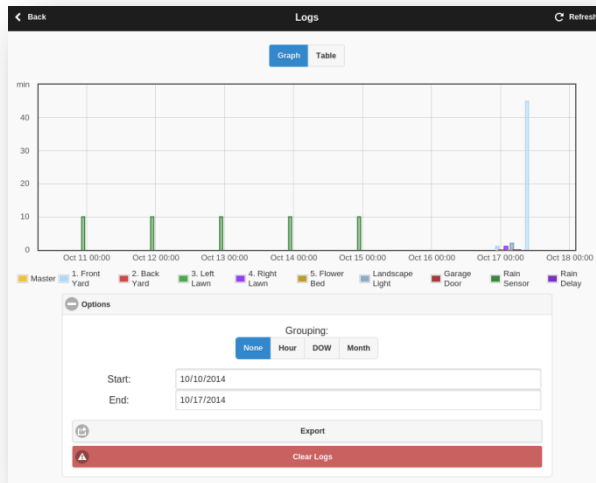 Back Logs Refresh
Graph Table
min
40
30
20
10
0
Oct 11 00:00 Oct 12 00:00 Oct 13 00:00 Oct 14 00:00 Oct 15 00:00 Oct 16 00:00 Oct 17 00:00 Oct 18 00:00
Master 1. Front Yard 2. Back Yard 3. Left Lawn 4. Right Lawn 5. Flower Bed Landscape Light Garage Door Rain Sensor Rain Delay
Options
Grouping:
None Hour DOW Month
Start: 10/10/2014
End: 10/17/2014
Export
Clear Logs